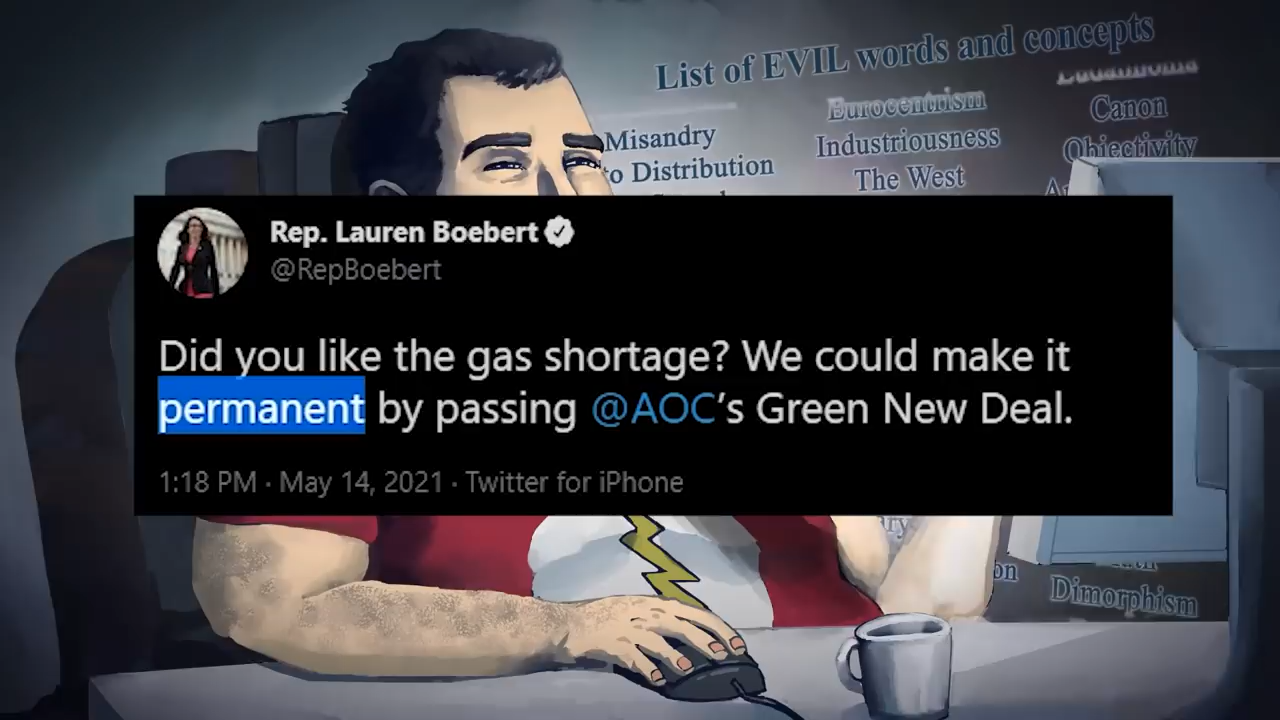 List of EVIL words and concepts
Misandry
to Distribution
Eurocentrism
Industriousness
The West
Canon
Objectivity
Rep. Lauren Boebert
@RepBoebert
Did you like the gas shortage? We could make it
permanent by passing @AOC’s Green New Deal.
1:18 PM · May 14, 2021 · Twitter for iPhone
Dimorphism